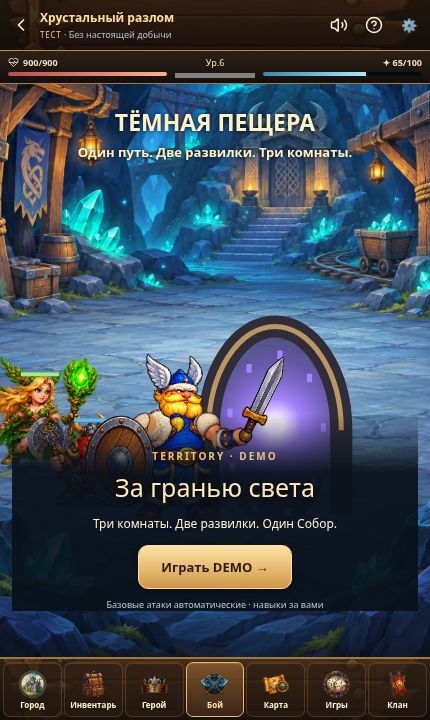 Хрустальный разлом
ТЕСТ · Без настоящей добычи
900/900
Ур.6
65/100
ТЁМНАЯ ПЕЩЕРА
Один путь. Две развилки. Три комнаты.
TERRITORY · DEMO
За гранью света
Три комнаты. Две развилки. Один Собор.
Играть DEMO →
Базовые атаки автоматические · навыки за вами
Город
Инвентарь
Герой
Бой
Карта
Игры
Клан